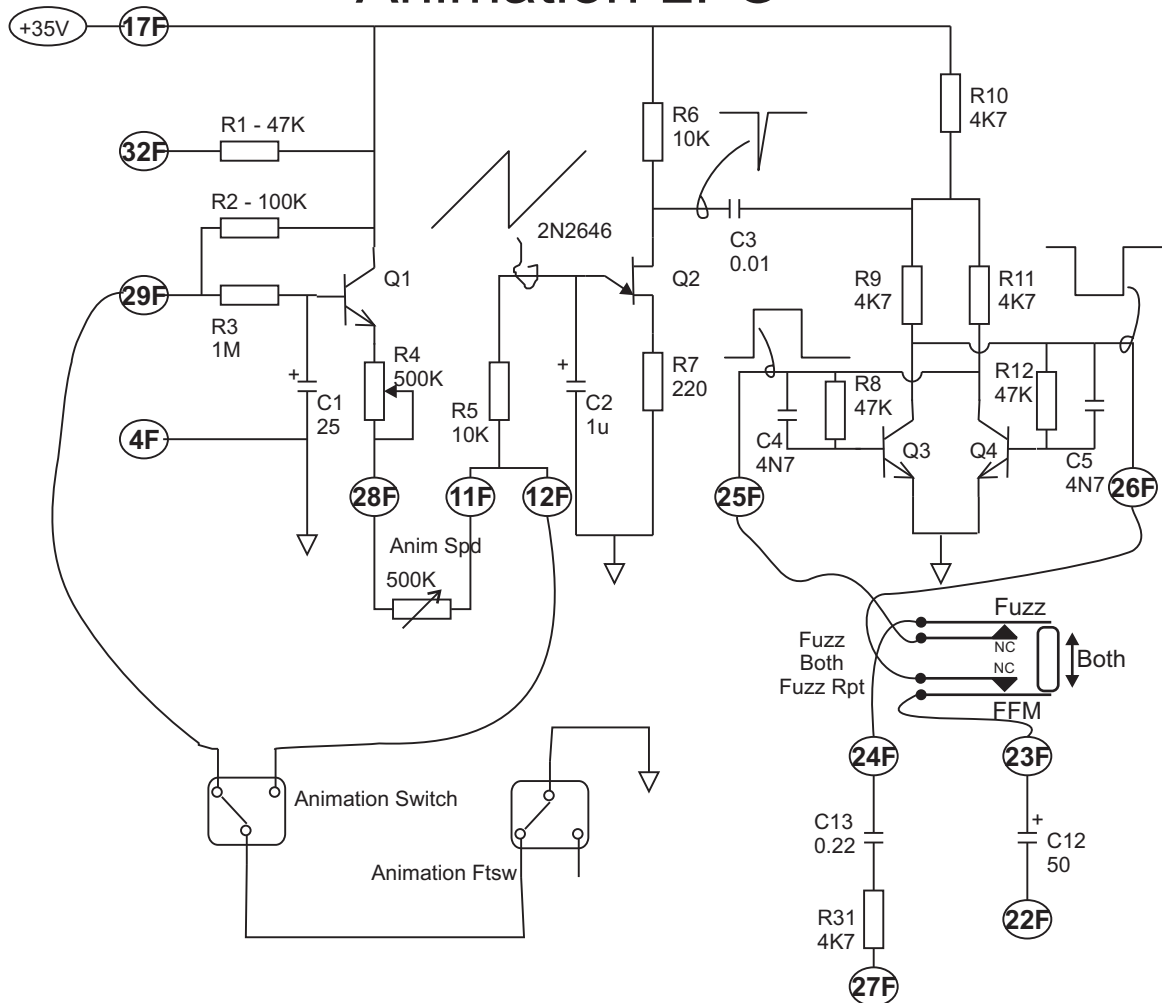 Animation LFO
+35V
17F
R10
4K7
R6
10K
R1 - 47K
32F
R2 - 100K
2N2646
C3
0.01
Q1
Q2
R9
4K7
R11
4K7
29F
R3
1M
R4
500K
R7
220
R8
47K
R12
47K
+
C1
25
R5
10K
+
C2
1u
4F
C4
4N7
Q3
Q4
C5
4N7
28F
11F
12F
25F
26F
Anim Spd
500K
Fuzz
NC
Fuzz
Both
Fuzz Rpt
NC
Both
FFM
24F
23F
Animation Switch
C13
0.22
+
C12
50
Animation Ftsw
R31
4K7
22F
27F